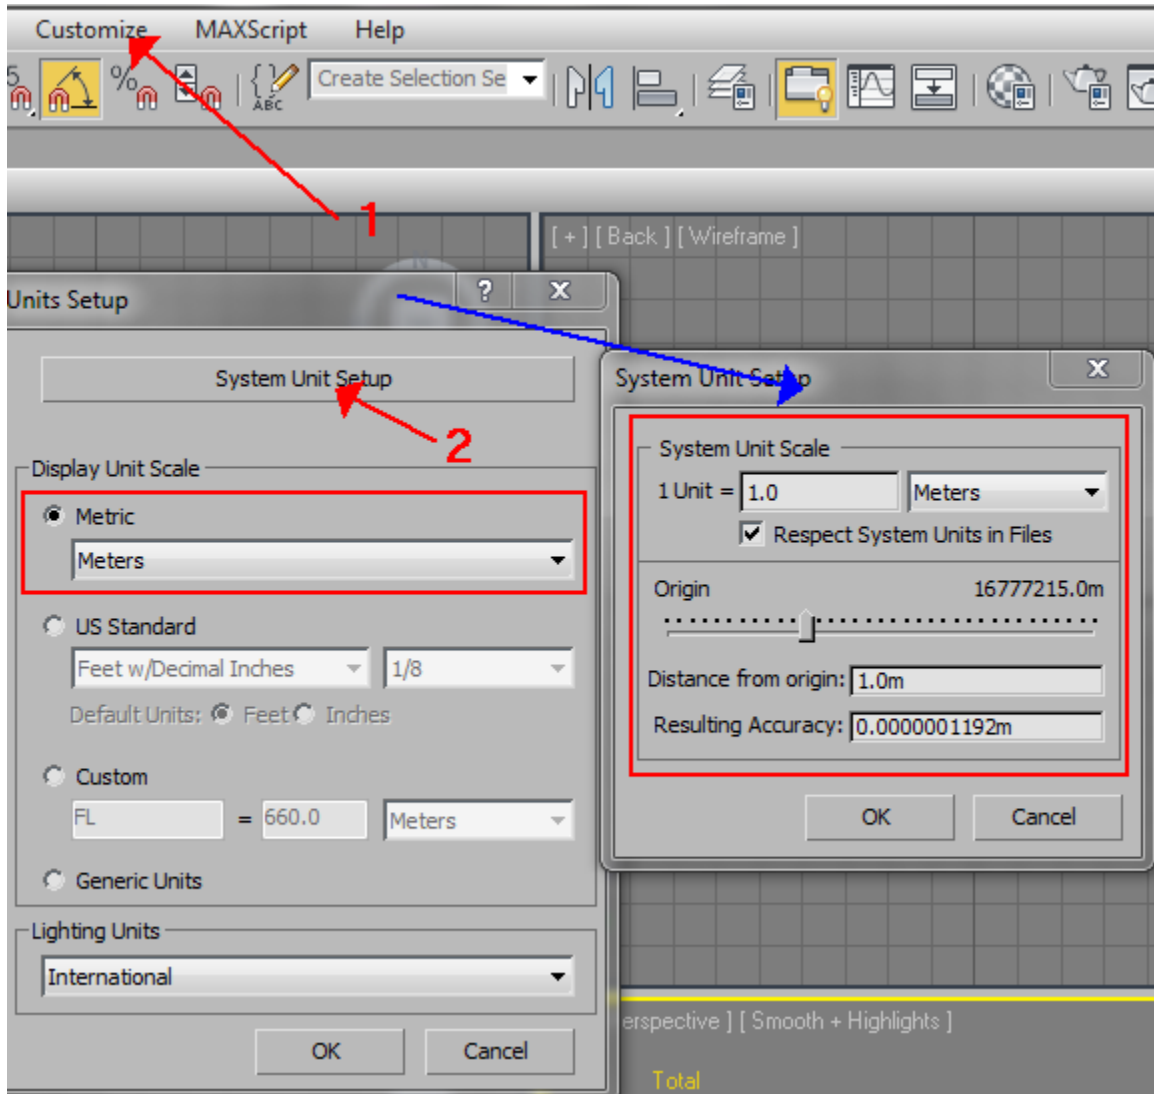 Customize MAXScript Help
5 % { } ABC Create Selection Se
1
[ + ] [ Back ] [ Wireframe ]
N
Units Setup ? X
System Unit Setup
2
Display Unit Scale
Metric
Meters
US Standard
Feet w/Decimal Inches 1/8
Default Units: Feet Inches
Custom
FL = 660.0 Meters
Generic Units
Lighting Units
International
OK Cancel
System Unit Setup X
System Unit Scale
1 Unit = 1.0 Meters
Respect System Units in Files
Origin 16777215.0m
Distance from origin: 1.0m
Resulting Accuracy: 0.0000001192m
OK Cancel
erspective ] [ Smooth + Highlights ]
Total